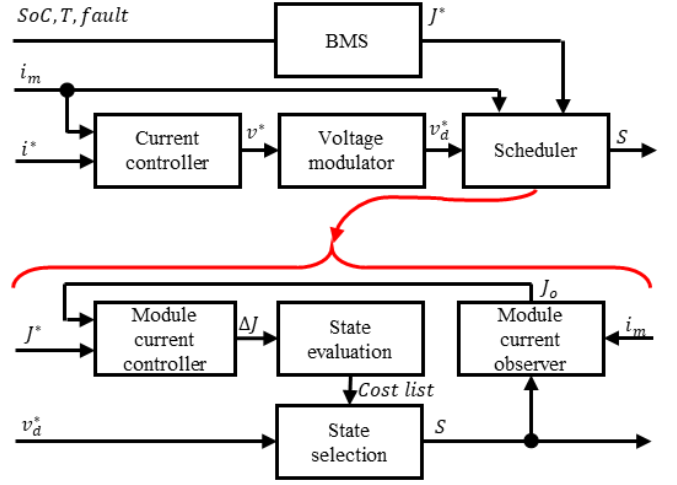 SoC, T, fault
BMS
J*
i_m
i*
Current
controller
v*
Voltage
modulator
v_d*
Scheduler
S
J_o
J*
Module
current
controller
ΔJ
State
evaluation
Module
current
observer
i_m
Cost list
v_d*
State
selection
S